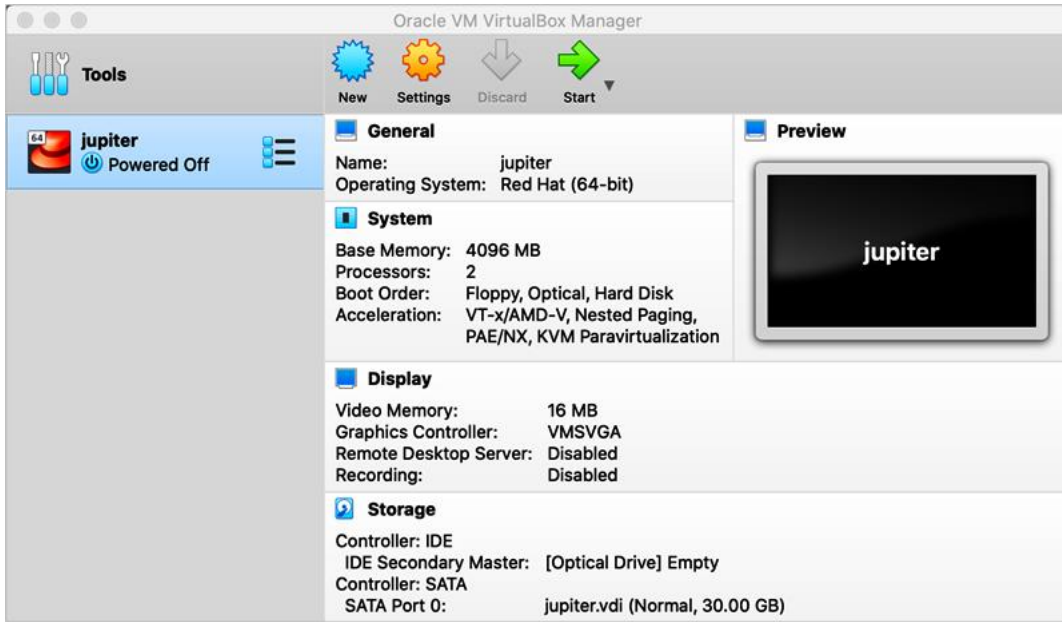 Oracle VM VirtualBox Manager
Tools
New Settings Discard Start
64
jupiter
Powered Off
General
Name: jupiter
Operating System: Red Hat (64-bit)
System
Base Memory: 4096 MB
Processors: 2
Boot Order: Floppy, Optical, Hard Disk
Acceleration: VT-x/AMD-V, Nested Paging,
PAE/NX, KVM Paravirtualization
Preview
jupiter
Display
Video Memory: 16 MB
Graphics Controller: VMSVGA
Remote Desktop Server: Disabled
Recording: Disabled
Storage
Controller: IDE
IDE Secondary Master: [Optical Drive] Empty
Controller: SATA
SATA Port 0: jupiter.vdi (Normal, 30.00 GB)